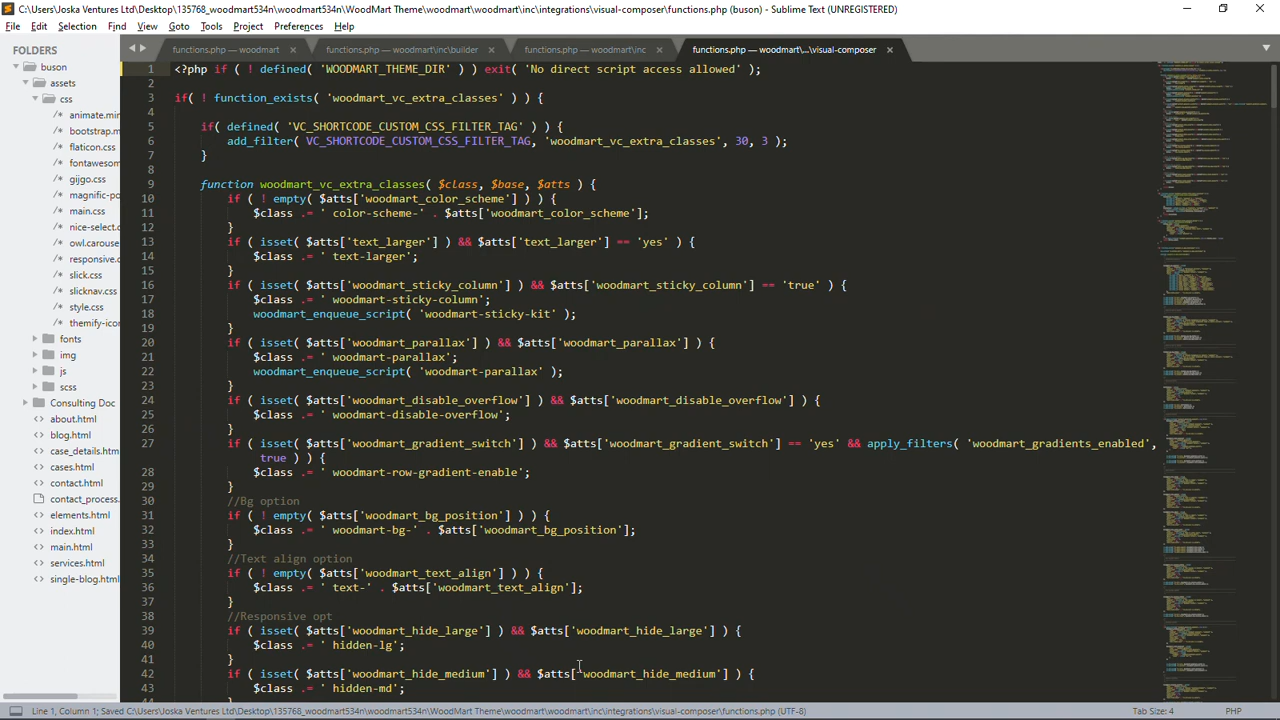 C:\Users\Joska Ventures Ltd\Desktop\135768_woodmart534n\woodmart534n\WooMart Theme\woodmart\woodmart\inc\integrations\visual-composer\functions.php (buson) - Sublime Text (UNREGISTERED)
File Edit Selection Find View Goto Tools Project Preferences Help
FOLDERS
functions.php — woodmart
functions.php — woodmart\inc\builder
functions.php — woodmart\inc
functions.php — woodmart\...\visual-composer
buson
assets
css
animate.min
bootstrap.m
flaticon.css
fontawesom
gijgo.css
magnific-po
main.css
nice-select.c
owl.carouse
responsive.c
slick.css
slicknav.css
style.css
themify-icon
fonts
img
js
scss
Consulting Doc
about.html
blog.html
case_details.htm
cases.html
contact.html
contact_process.
elements.html
index.html
main.html
services.html
single-blog.html
1 <?php if ( ! defined( 'WOODMART_THEME_DIR' ) ) exit( 'No direct script access allowed' );
2
3 if( ! function_exists( 'woodmart_vc_extra_classes' ) ) {
4
5 if( defined( 'VC_SHORTCODE_CUSTOM_CSS_FILTER_TAG' ) ) {
6 add_filter( VC_SHORTCODE_CUSTOM_CSS_FILTER_TAG, 'woodmart_vc_extra_classes', 30, 3 );
7 }
8
9 function woodmart_vc_extra_classes( $class, $base, $atts ) {
10 if ( ! empty( $atts['woodmart_color_scheme'] ) ) {
11 $class .= ' color-scheme-' . $atts['woodmart_color_scheme'];
12 }
13 if ( isset( $atts['text_larger'] ) && $atts['text_larger'] == 'yes' ) {
14 $class .= ' text-larger';
15 }
16 if ( isset( $atts['woodmart_sticky_column'] ) && $atts['woodmart_sticky_column'] == 'true' ) {
17 $class .= ' woodmart-sticky-column';
18 woodmart_enqueue_script( 'woodmart-sticky-kit' );
19 }
20 if ( isset( $atts['woodmart_parallax'] ) && $atts['woodmart_parallax'] ) {
21 $class .= ' woodmart-parallax';
22 woodmart_enqueue_script( 'woodmart-parallax' );
23 }
24 if ( isset( $atts['woodmart_disable_overflow'] ) && $atts['woodmart_disable_overflow'] ) {
25 $class .= ' woodmart-disable-overflow';
26 }
27 if ( isset( $atts['woodmart_gradient_switch'] ) && $atts['woodmart_gradient_switch'] == 'yes' && apply_filters( 'woodmart_gradients_enabled',
true ) ) {
28 $class .= ' woodmart-row-gradient-enable';
29 }
30 //Bg option
31 if ( ! empty( $atts['woodmart_bg_position'] ) ) {
32 $class .= ' woodmart-bg-' . $atts['woodmart_bg_position'];
33 }
34 //Text align option
35 if ( ! empty( $atts['woodmart_text_align'] ) ) {
36 $class .= ' text-' . $atts['woodmart_text_align'];
37 }
38 //Responsive opt
39 if ( isset( $atts['woodmart_hide_large'] ) && $atts['woodmart_hide_large'] ) {
40 $class .= ' hidden-lg';
41 }
42 if ( isset( $atts['woodmart_hide_medium'] ) && $atts['woodmart_hide_medium'] ) {
43 $class .= ' hidden-md';
44
Line 1, Column 1; Saved C:\Users\Joska Ventures Ltd\Desktop\135768_woodmart534n\woodmart534n\WoodMart Theme\woodmart\woodmart\inc\integrations\visual-composer\functions.php (UTF-8)
Tab Size: 4
PHP